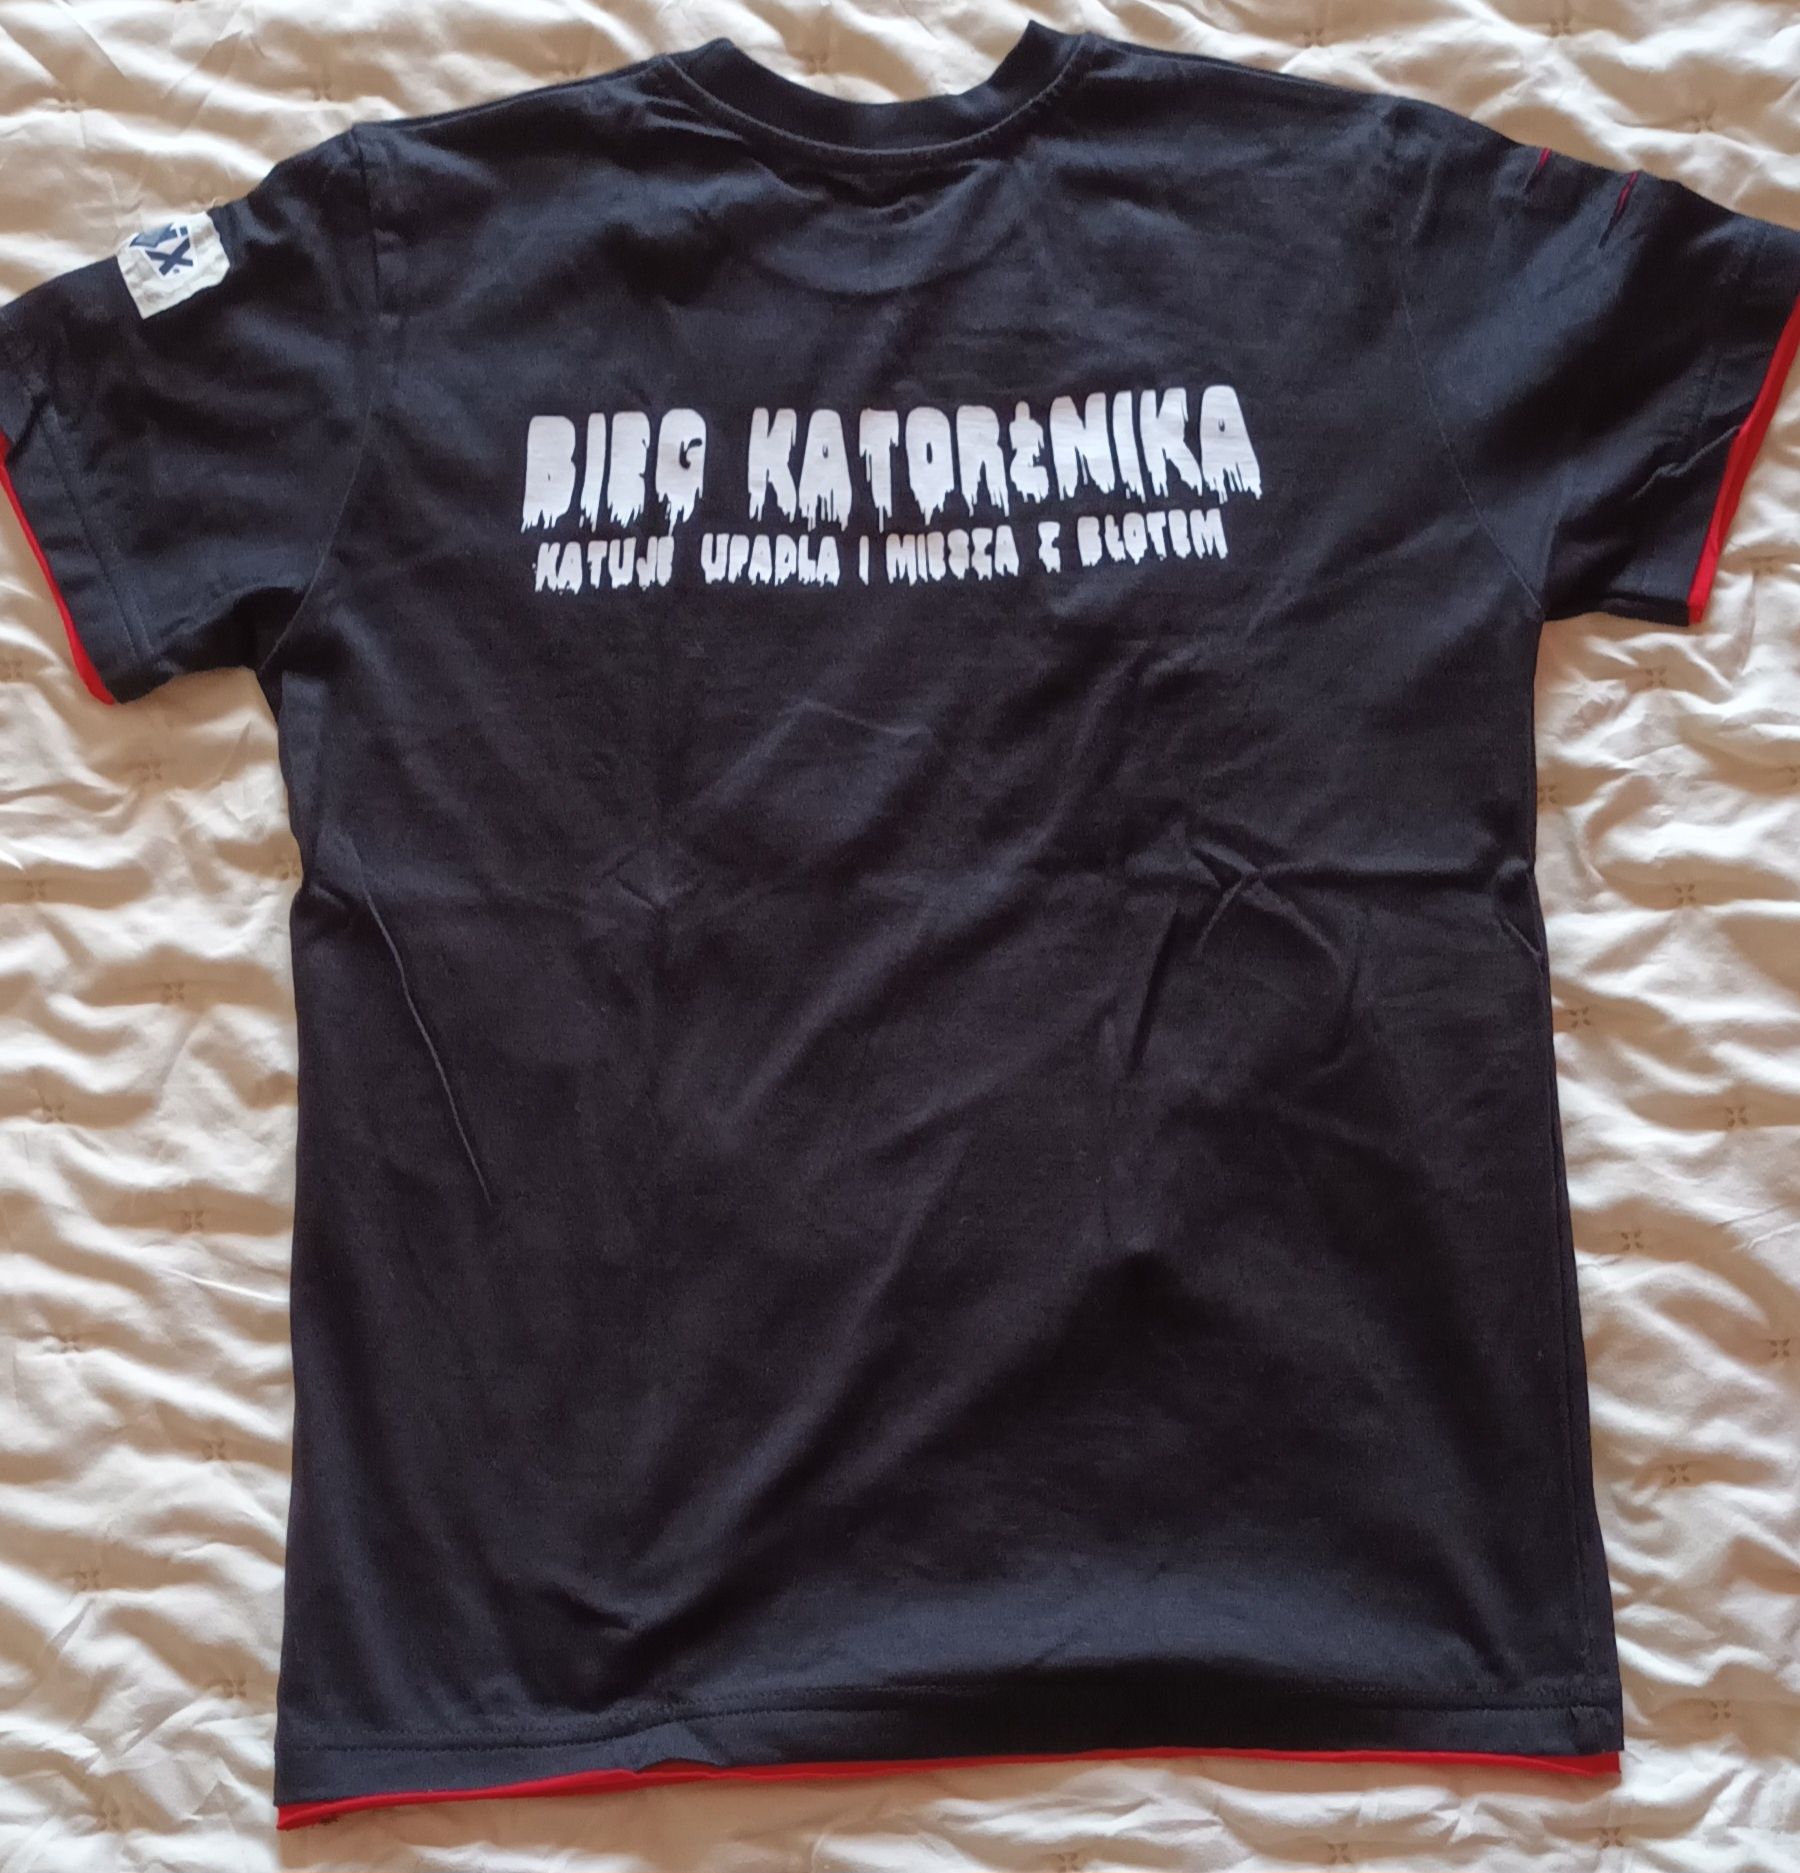 BIEG KATORŻNIKA
KATUJE UPADLA I MIESZA Z BŁOTEM